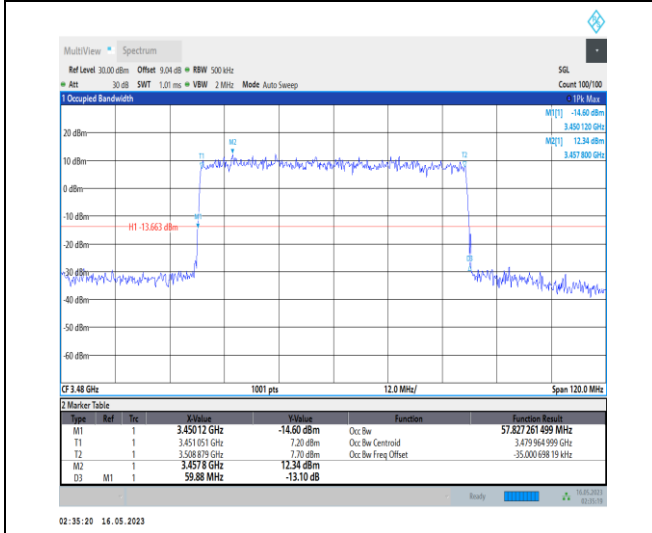 MultiView Spectrum
Ref Level 30.00 dBm Offset 9.04 dB RBW 500 kHz SGL
Att 30 dB SWT 1.01 ms VBW 2 MHz Mode Auto Sweep Count 100/100
1 Occupied Bandwidth 1Pk Max
M1[1] -14.60 dBm
3.450 120 GHz
M2[1] 12.34 dBm
3.457 800 GHz
20 dBm
M2
T1
T2
10 dBm
0 dBm
-10 dBm
M1
H1 -13.663 dBm
-20 dBm
D3
-30 dBm
-40 dBm
-50 dBm
-60 dBm
CF 3.48 GHz 1001 pts 12.0 MHz/ Span 120.0 MHz
2 Marker Table
Type Ref Trc X-Value Y-Value Function Function Result
M1 1 3.45012 GHz -14.60 dBm Occ Bw 57.827 261 499 MHz
T1 1 3.451 051 GHz 7.20 dBm Occ Bw Centroid 3.479 964 999 GHz
T2 1 3.508 879 GHz 7.70 dBm Occ Bw Freq Offset -35.000 698 19 kHz
M2 1 3.4578 GHz 12.34 dBm
D3 M1 1 59.88 MHz -13.10 dB
Ready 16.05.2023
02:35:19
02:35:20 16.05.2023